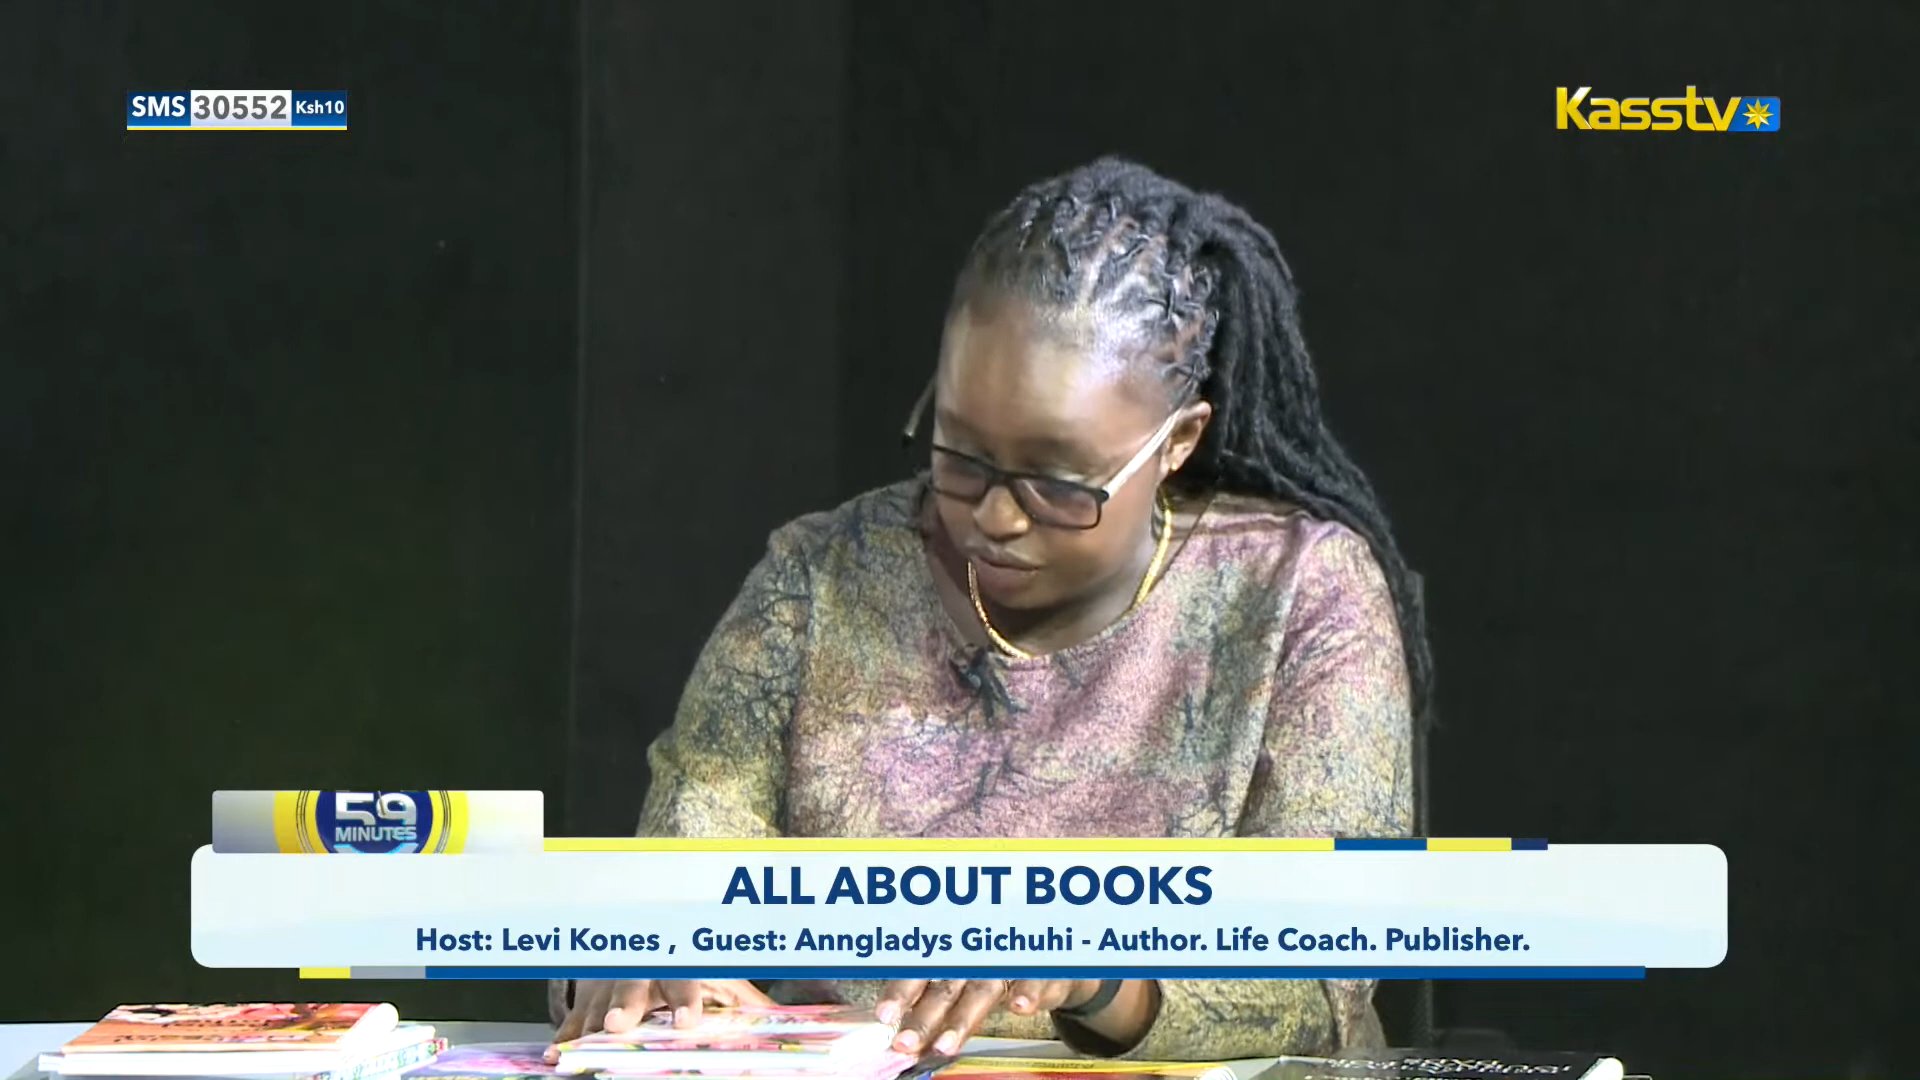 SMS 30552 Ksh10
Kasstv
59
MINUTES
ALL ABOUT BOOKS
Host: Levi Kones , Guest: Anngladys Gichuhi - Author. Life Coach. Publisher.